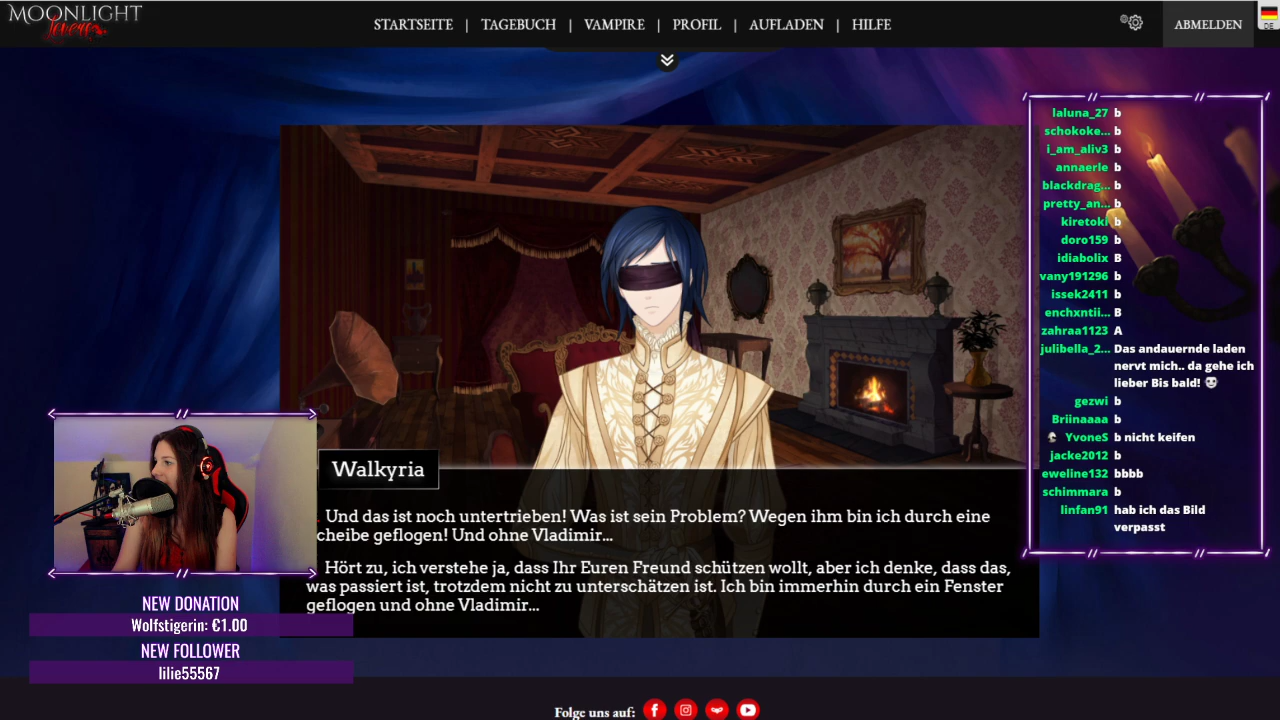 MOONLIGHT
Lovers
STARTSEITE | TAGEBUCH | VAMPIRE | PROFIL | AUFLADEN | HILFE
ABMELDEN
DE
laluna_27 b
schokoke... b
i_am_aliv3 b
annaerle b
blackdrag... b
pretty_an... b
kiretoki b
doro159 b
idiabolix B
vany191296 b
issek2411 b
enchxntii... B
zahraa1123 A
julibella_2... Das andauernde laden
nervt mich.. da gehe ich
lieber Bis bald!
gezwi b
Briinaaaa b
YvoneS b nicht keifen
jacke2012 b
eweline132 bbbb
schimmara b
linfan91 hab ich das Bild
verpasst
Walkyria
Und das ist noch untertrieben! Was ist sein Problem? Wegen ihm bin ich durch eine
cheibe geflogen! Und ohne Vladimir...
Hört zu, ich verstehe ja, dass Ihr Euren Freund schützen wollt, aber ich denke, dass das,
was passiert ist, trotzdem nicht zu unterschätzen ist. Ich bin immerhin durch ein Fenster
geflogen und ohne Vladimir...
NEW DONATION
Wolfstigerin: €1.00
NEW FOLLOWER
lilie55567
Folge uns auf: